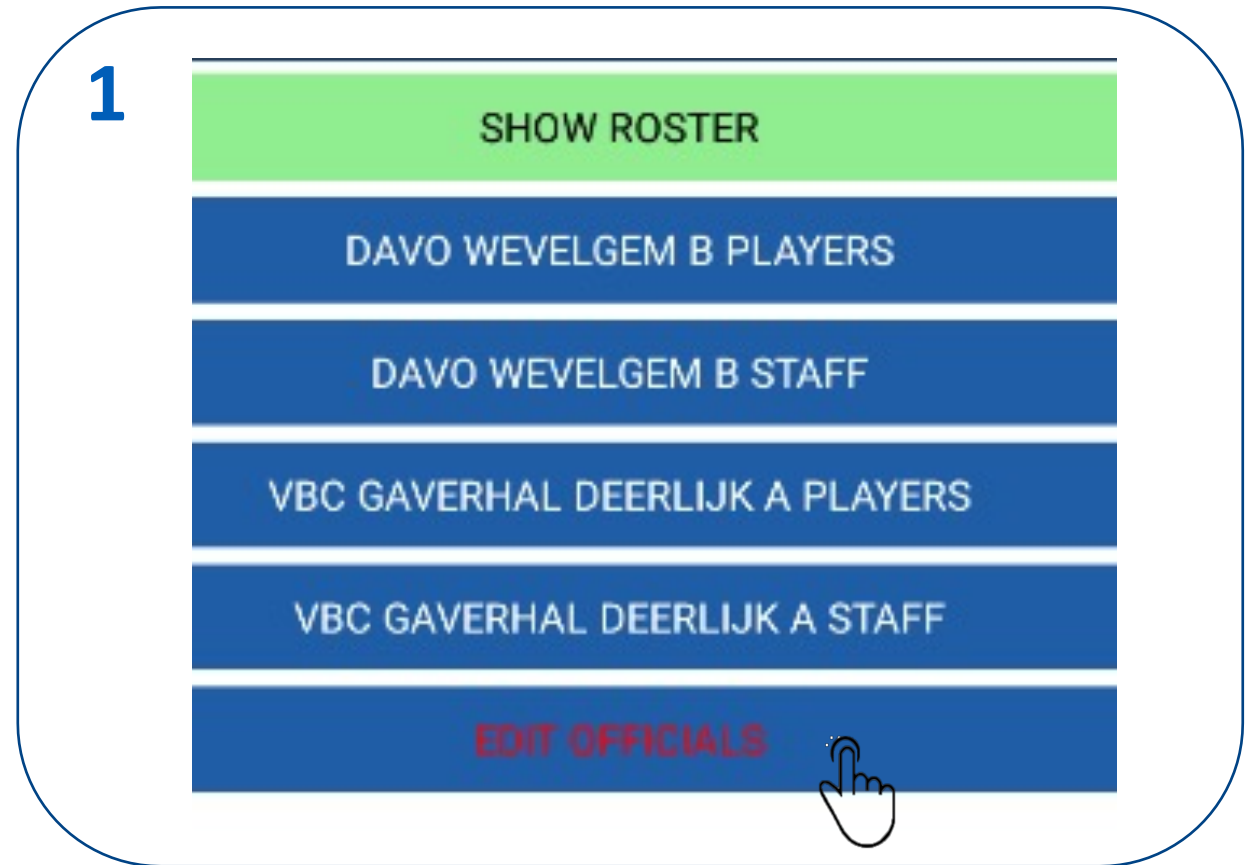 1
SHOW ROSTER
DAVO WEVELGEM B PLAYERS
DAVO WEVELGEM B STAFF
VBC GAVERHAL DEERLIJK A PLAYERS
VBC GAVERHAL DEERLIJK A STAFF
EDIT OFFICIALS